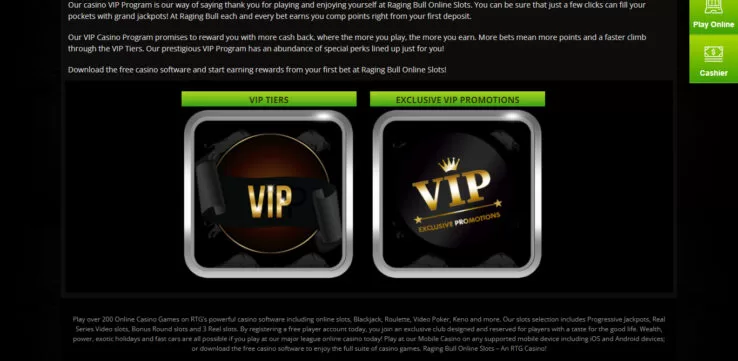 Our casino VIP Program is our way of saying thank you for playing and enjoying yourself at Raging Bull Online Slots. You can be sure that just a few clicks can fill your
pockets with grand jackpots! At Raging Bull each and every bet earns you comp points right from your first deposit.
Play Online
Our VIP Casino Program promises to reward you with more cash back, where the more you play, the more you earn. More bets mean more points and a faster climb
through the VIP Tiers. Our prestigious VIP Program has an abundance of special perks lined up just for you!
Cashier
Download the free casino software and start earning rewards from your first bet at Raging Bull Online Slots!
VIP TIERS
EXCLUSIVE VIP PROMOTIONS
VIP
VIP
EXCLUSIVE PROMOTIONS
Play over 200 Online Casino Games on RTG's powerful casino software including online slots, Blackjack, Roulette, Video Poker, Keno and more. Our slots selection includes Progressive Jackpots, Real
Series Video slots, Bonus Round slots and 3 Reel slots. By registering a free player account today, you join an exclusive club designed and reserved for players with a caste for the good life. Wealth,
power, exotic holidays and fast cars are all possible if you play at our major league online casino today! Play at our Mobile Casino on any supported mobile device including iOS and Android devices;
or download the free casino software to enjoy the full suite of casino games. Raging Bull Online Slots – An RTG Casino!